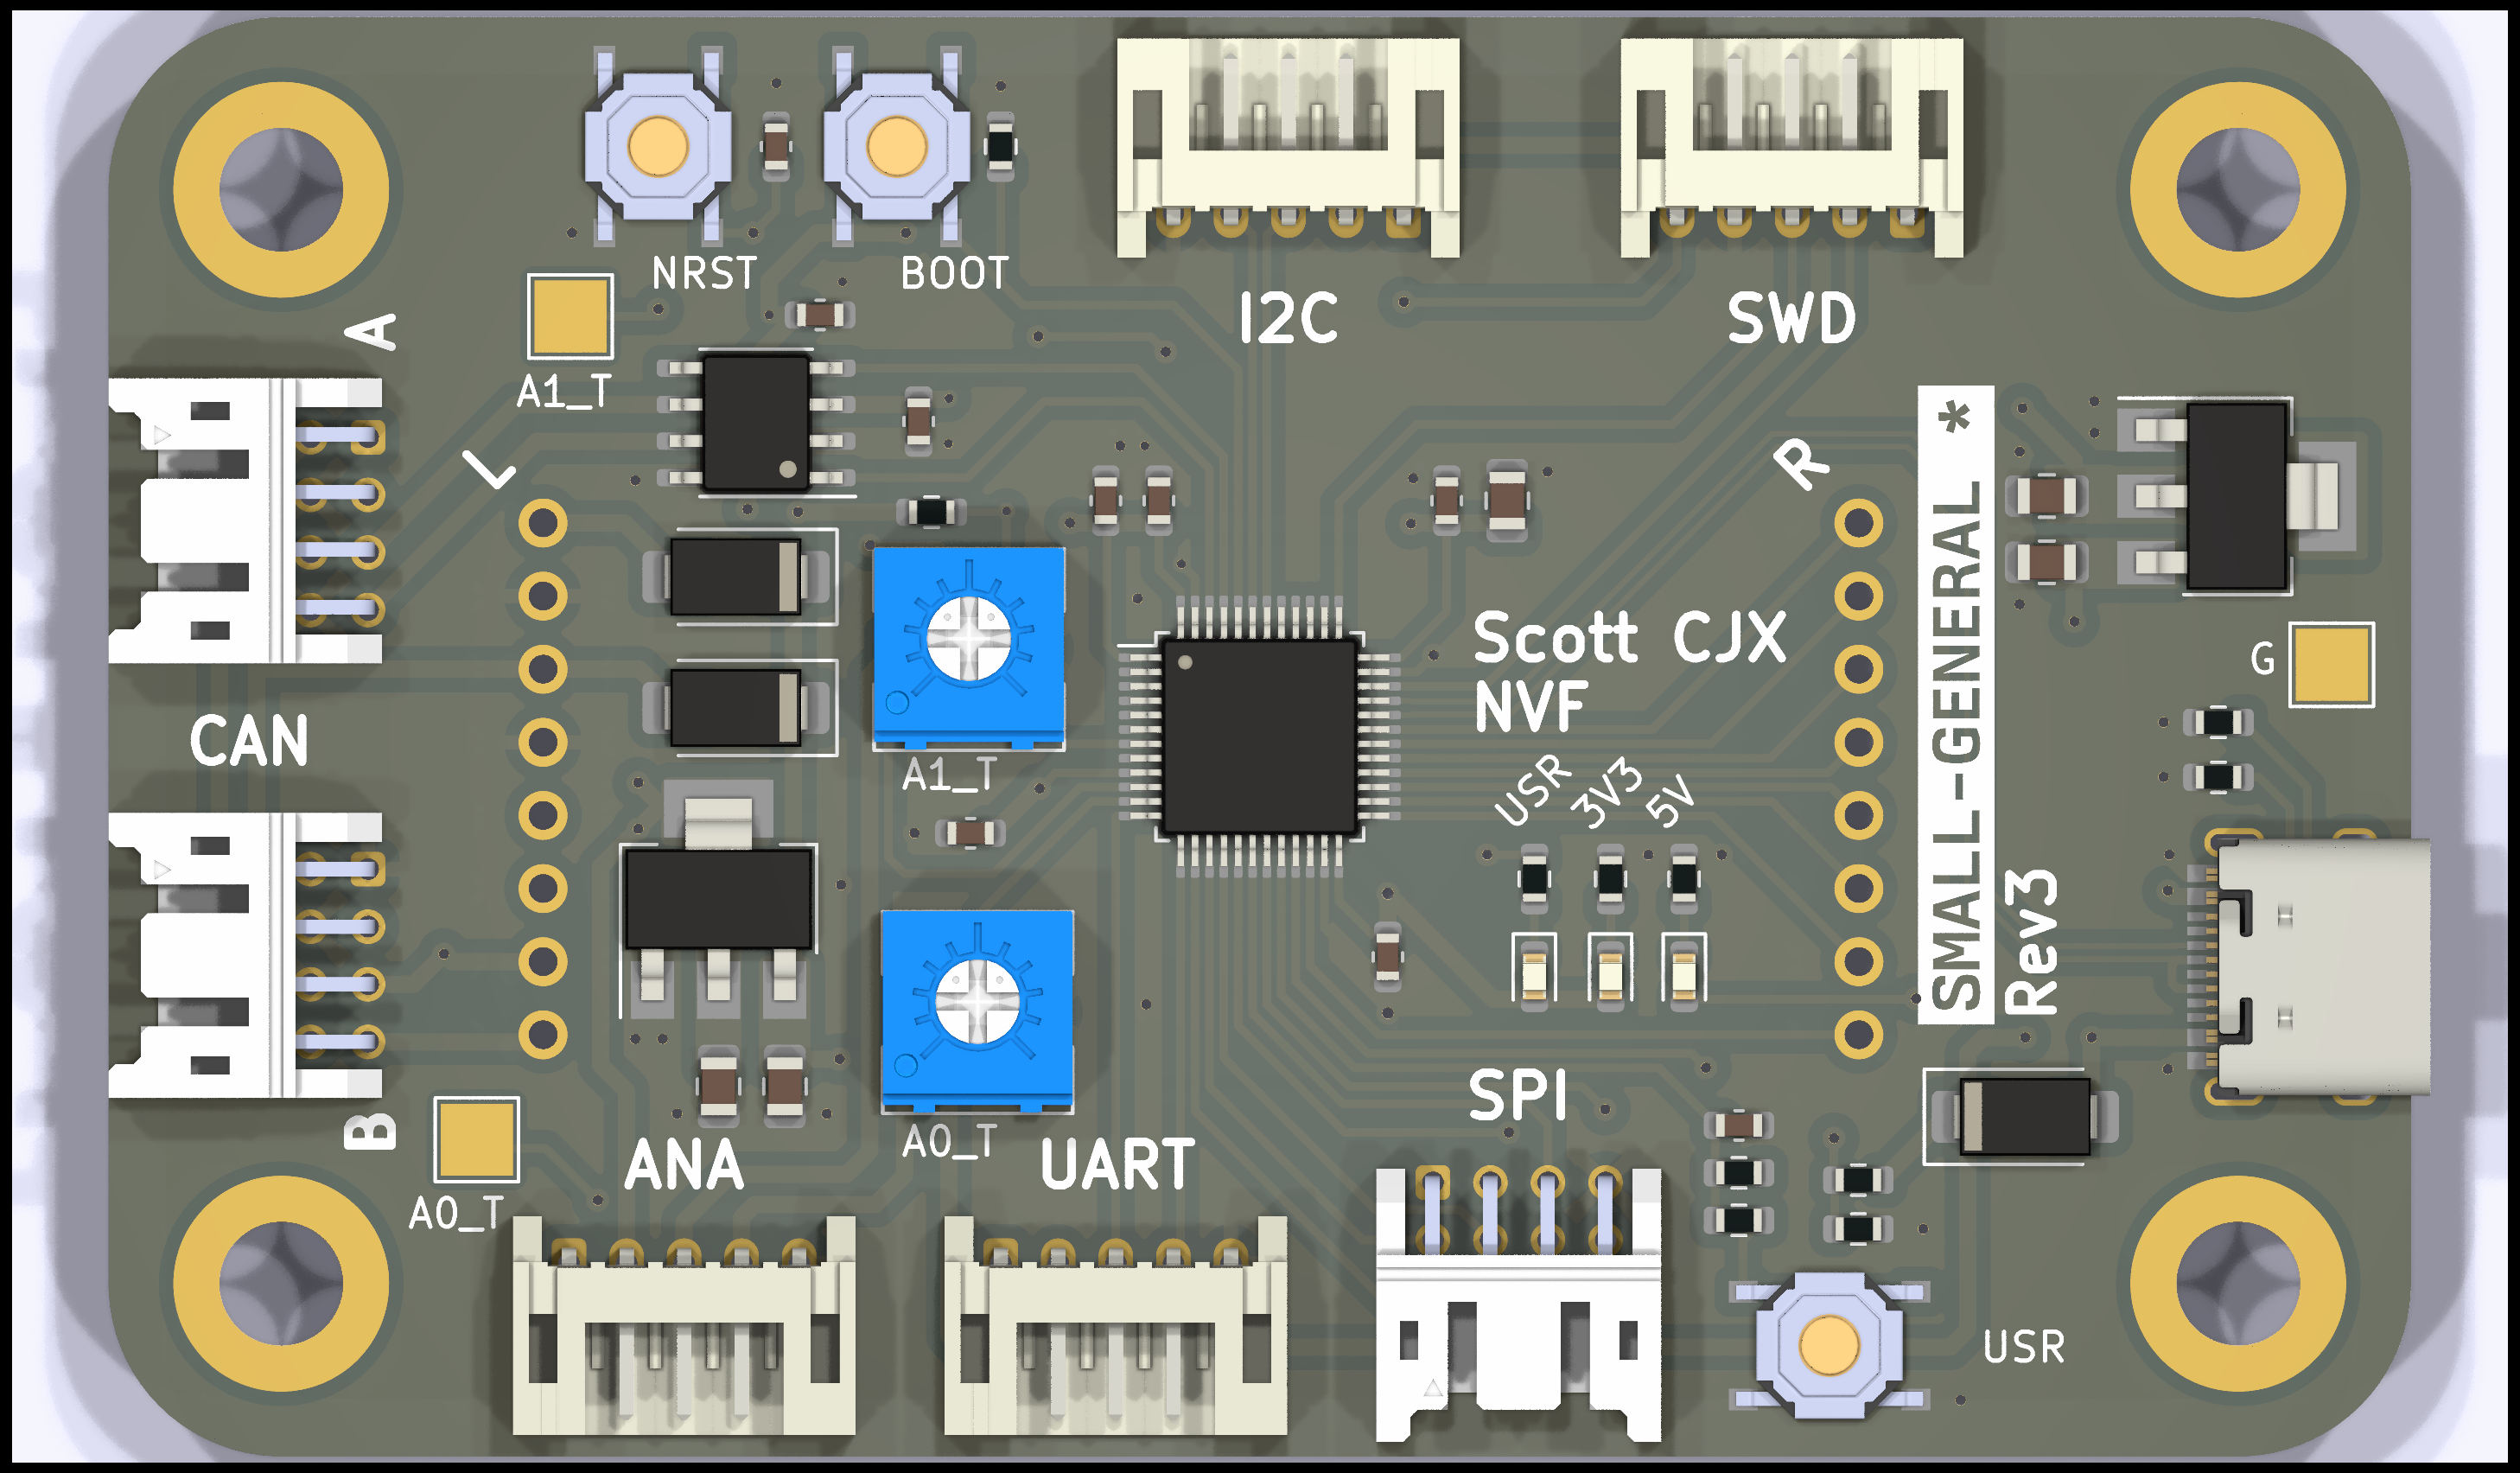 NRST
BOOT
I2C
SWD
A
A1_T
L
R
SMALL-GENERAL *
Scott CJX
NVF
G
CAN
A1_T
USR
3V3
5V
Rev3
SPI
B
A0_T
ANA
A0_T
UART
USR